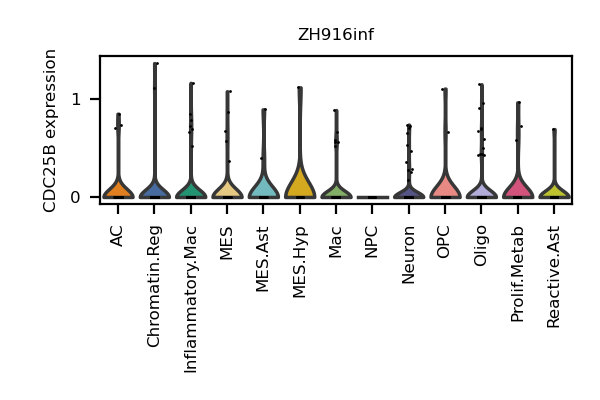 ZH916inf
CDC25B expression
1
0
AC
Chromatin.Reg
Inflammatory.Mac
MES
MES.Ast
MES.Hyp
Mac
NPC
Neuron
OPC
Oligo
Prolif.Metab
Reactive.Ast